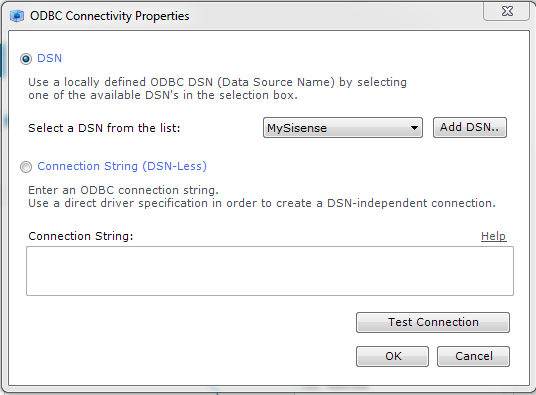 ODBC Connectivity Properties
DSN
Use a locally defined ODBC DSN (Data Source Name) by selecting
one of the available DSN's in the selection box.
Select a DSN from the list:
MySisense
Add DSN..
Connection String (DSN-Less)
Enter an ODBC connection string.
Use a direct driver specification in order to create a DSN-independent connection.
Connection String:
Help
Test Connection
OK
Cancel